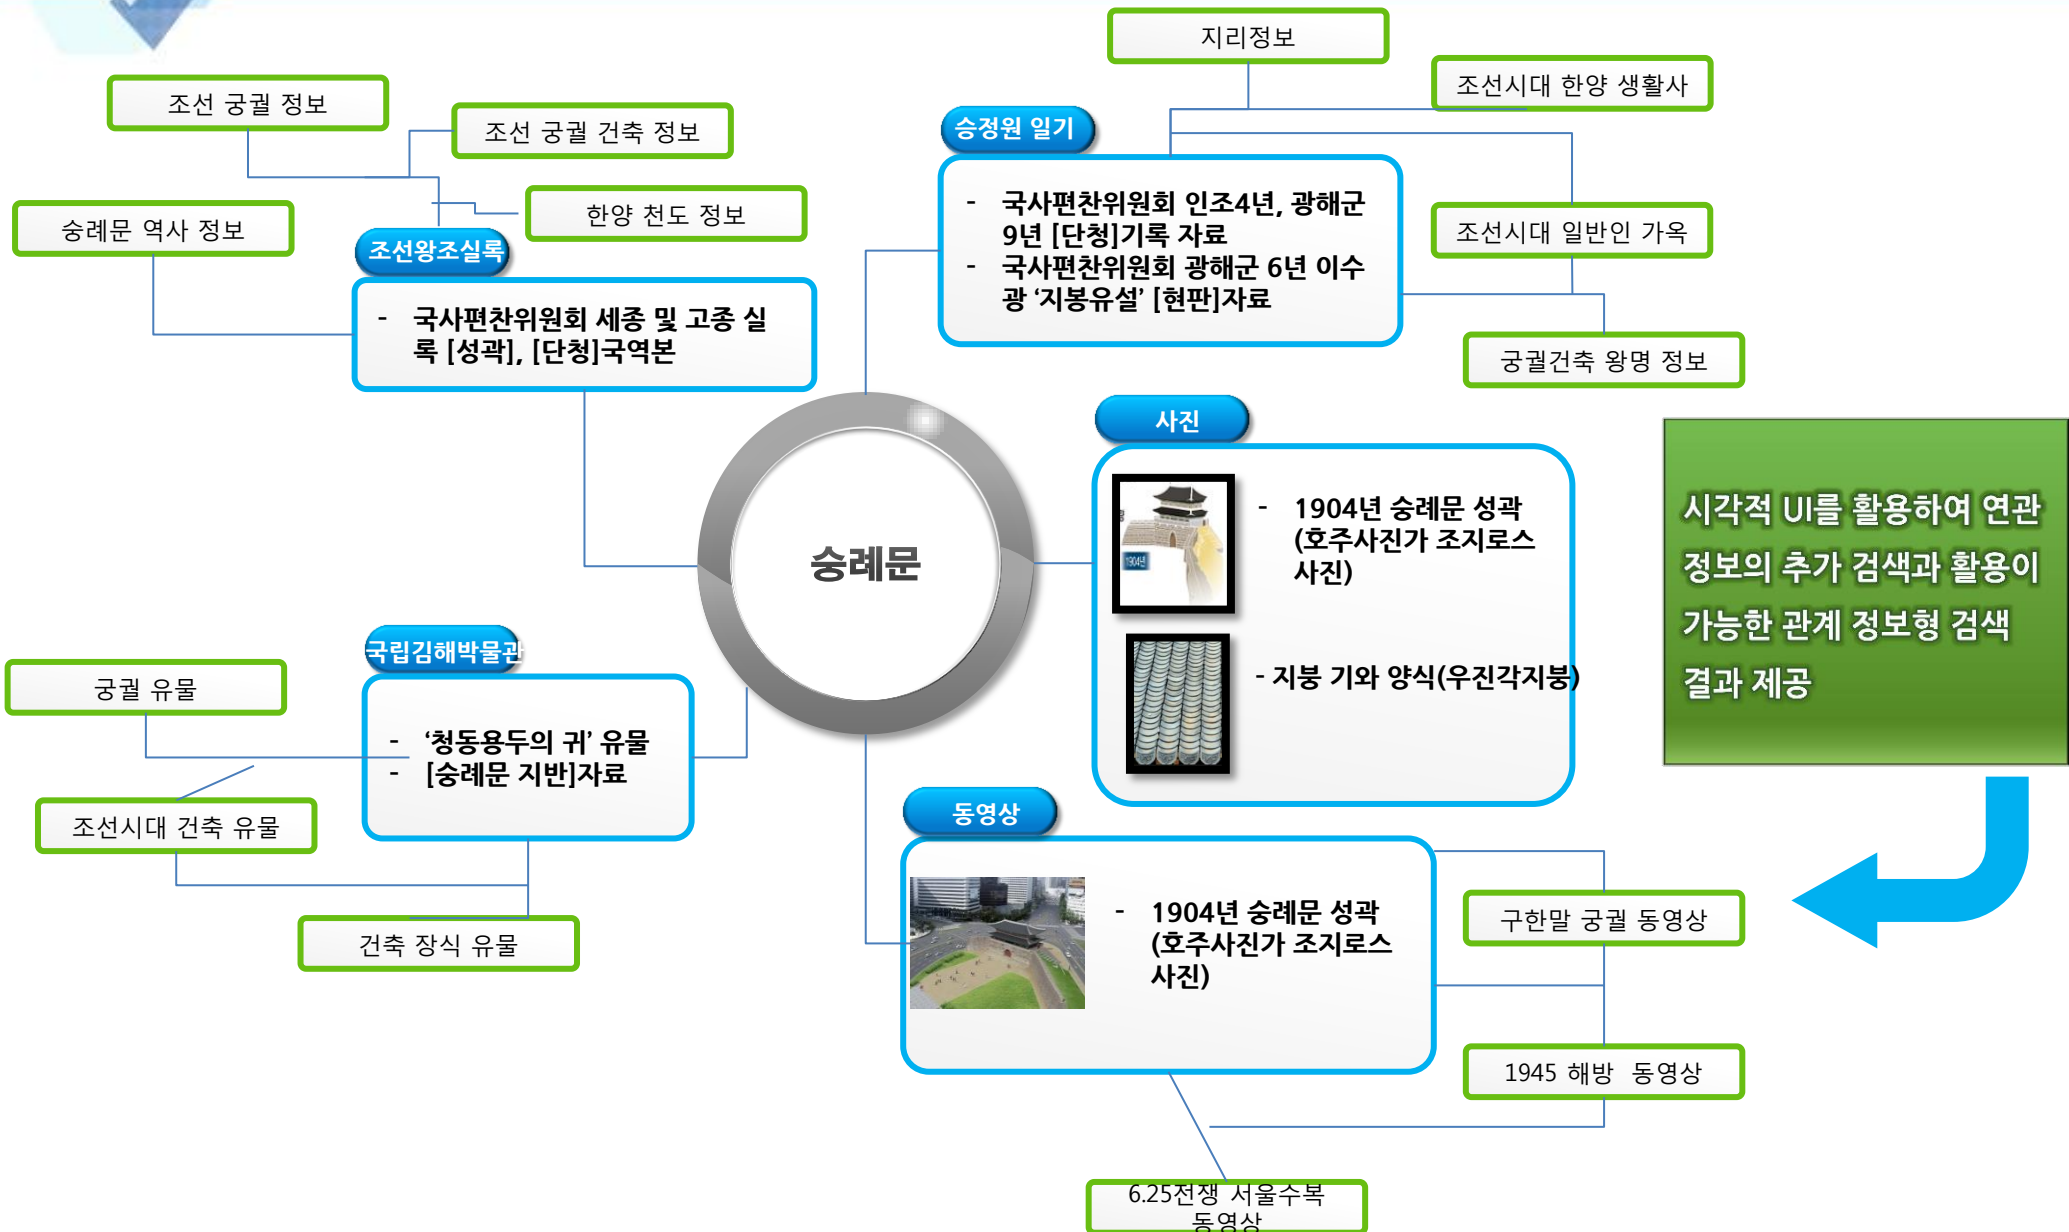 지리정보
조선시대 한양 생활사
조선 궁궐 정보
조선 궁궐 건축 정보
승정원 일기
한양 천도 정보
숭례문 역사 정보
조선왕조실록
- 국사편찬위원회 세종 및 고종 실
록 [성곽], [단청]국역본
- 국사편찬위원회 인조4년, 광해군
9년 [단청]기록 자료
- 국사편찬위원회 광해군 6년 이수
광 ‘지봉유설’ [현판]자료
조선시대 일반인 가옥
궁궐건축 왕명 정보
사진
1904년
- 1904년 숭례문 성곽
(호주사진가 조지로스
사진)
- 지붕 기와 양식(우진각지붕)
숭례문
시각적 UI를 활용하여 연관
정보의 추가 검색과 활용이
가능한 관계 정보형 검색
결과 제공
국립김해박물관
궁궐 유물
- ‘청동용두의 귀’ 유물
- [숭례문 지반]자료
조선시대 건축 유물
건축 장식 유물
동영상
- 1904년 숭례문 성곽
(호주사진가 조지로스
사진)
구한말 궁궐 동영상
1945 해방 동영상
6.25전쟁 서울수복
동영상